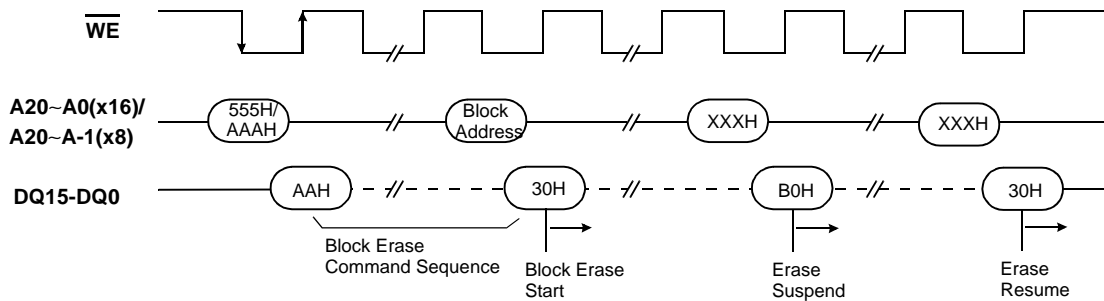 WE
A20~A0(x16)/
A20~A-1(x8)
555H/
AAAH
Block
Address
XXXH
XXXH
DQ15-DQ0
AAH
30H
B0H
30H
Block Erase
Command Sequence
Block Erase
Start
Erase
Suspend
Erase
Resume